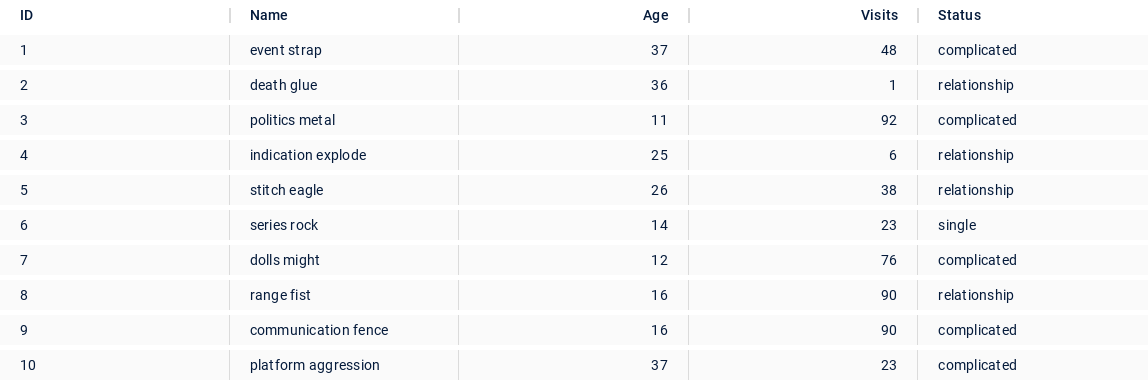 ID Name Age Visits Status
1 event strap 37 48 complicated
2 death glue 36 1 relationship
3 politics metal 11 92 complicated
4 indication explode 25 6 relationship
5 stitch eagle 26 38 relationship
6 series rock 14 23 single
7 dolls might 12 76 complicated
8 range fist 16 90 relationship
9 communication fence 16 90 complicated
10 platform aggression 37 23 complicated